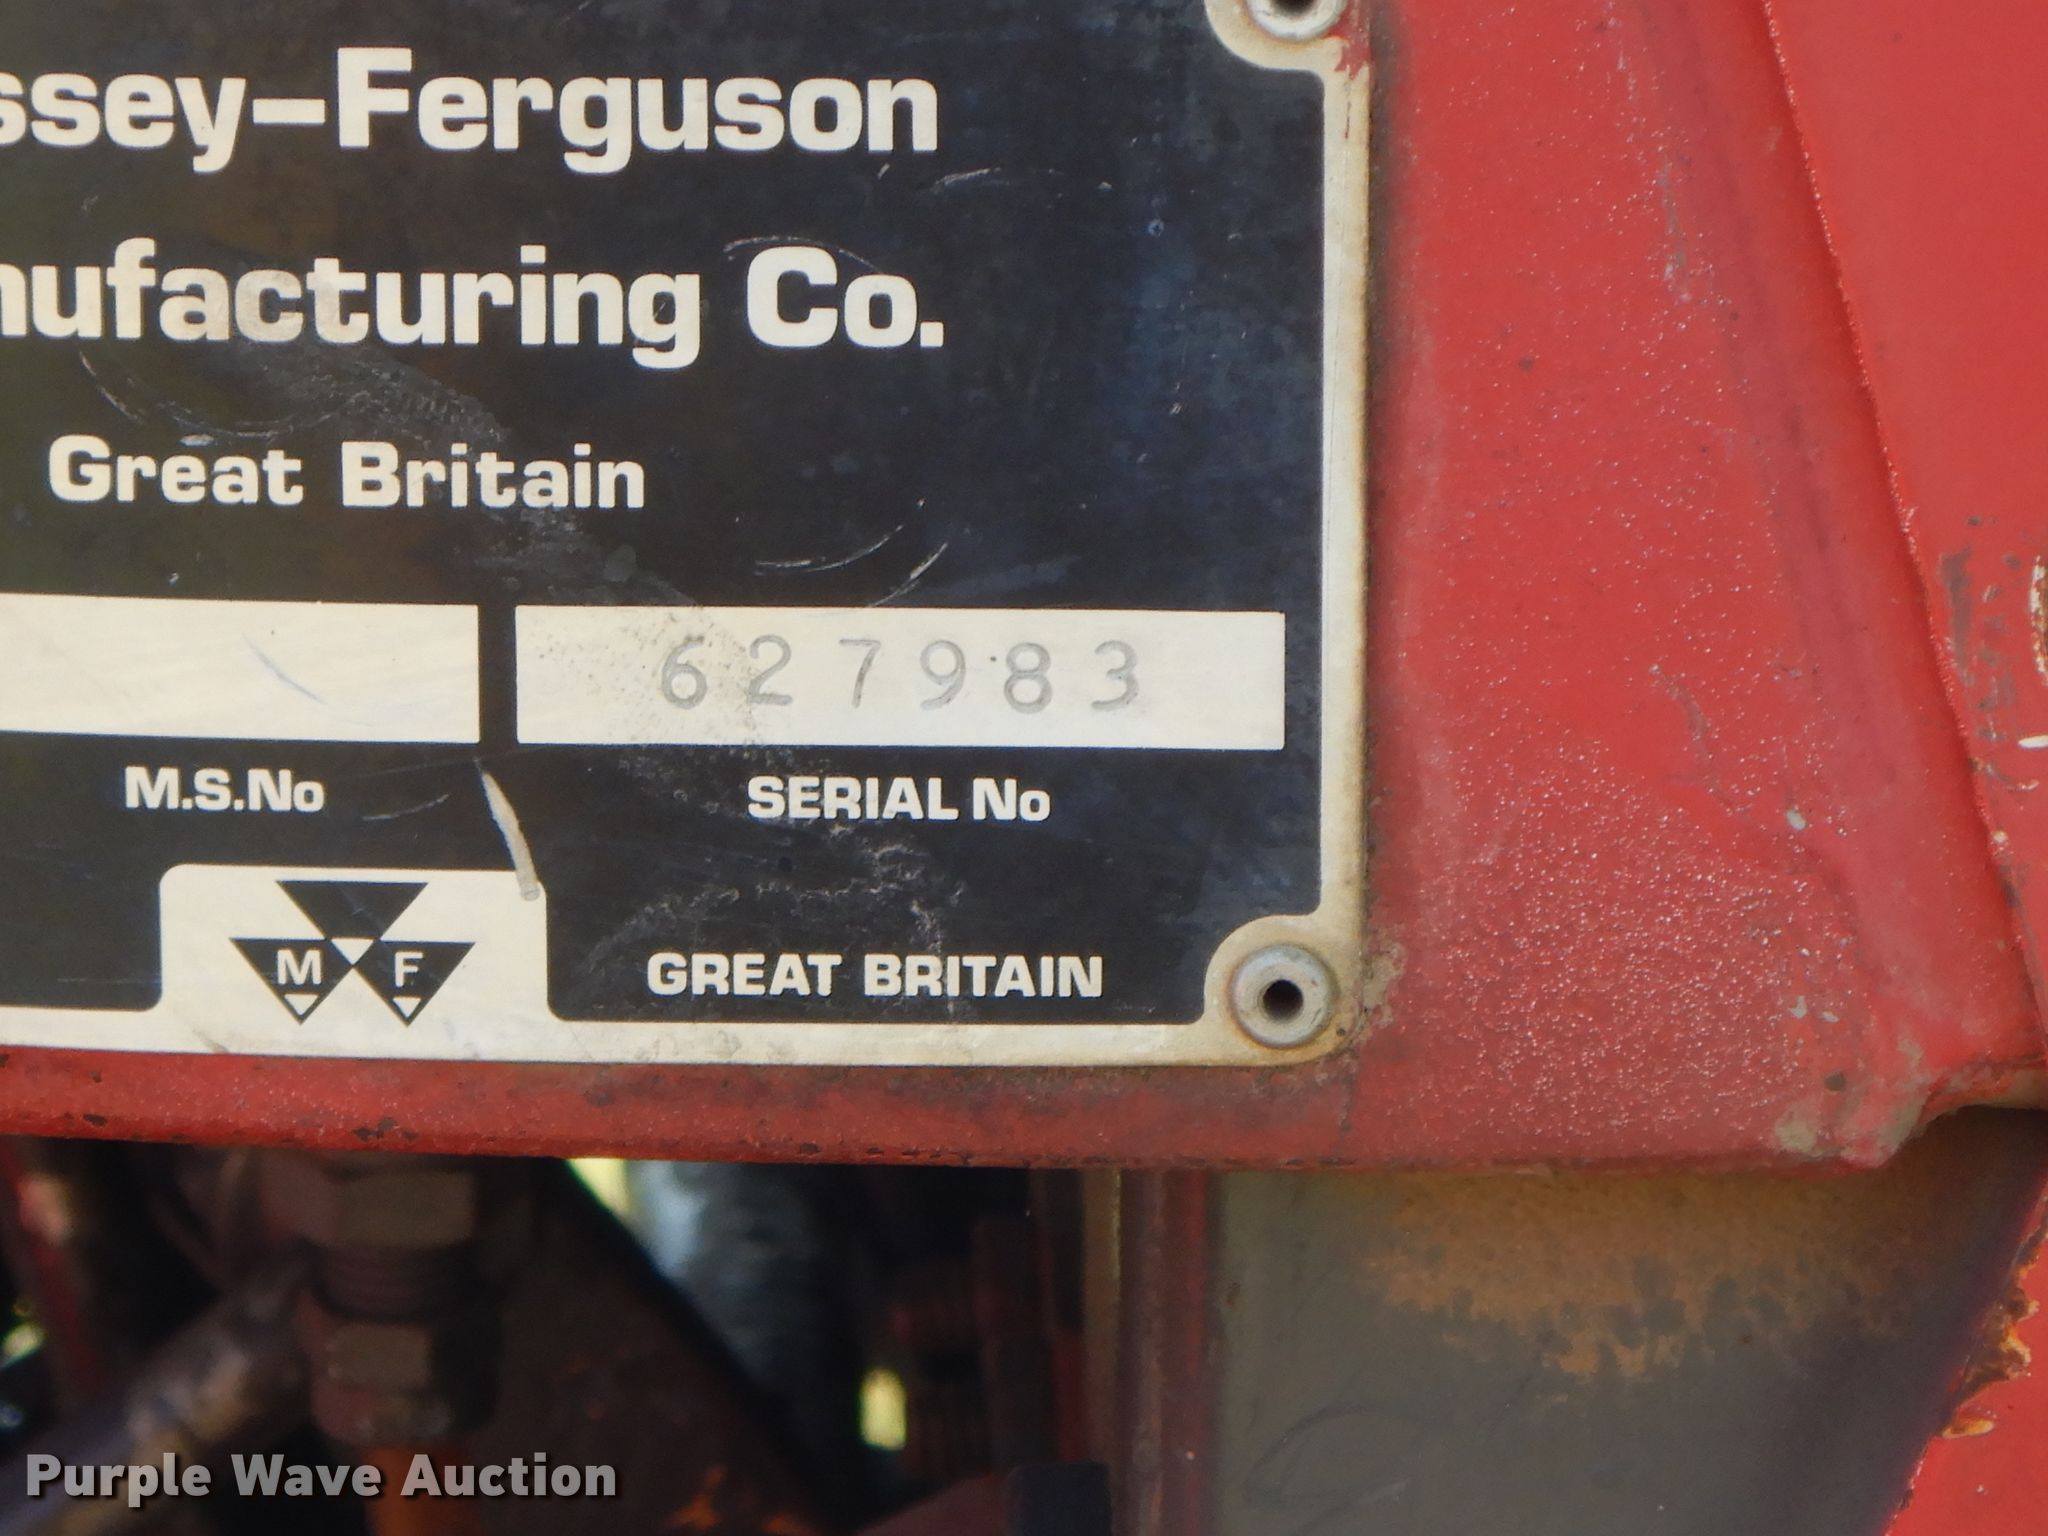 ssey-Ferguson
nufacturing Co.
Great Britain
627983
M.S.No
SERIAL No
M F
GREAT BRITAIN
Purple Wave Auction